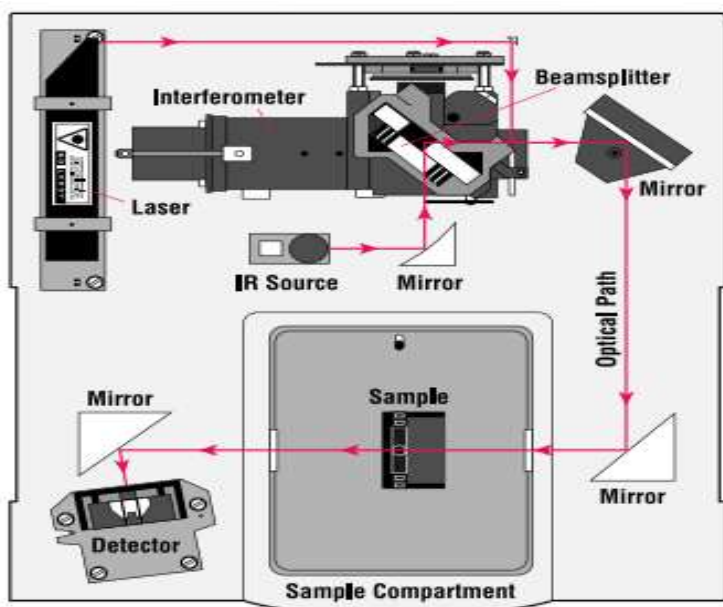 Beamsplitter
Interferometer
Mirror
Laser
IR Source
Mirror
Optical Path
Mirror
Sample
Mirror
Detector
Sample Compartment